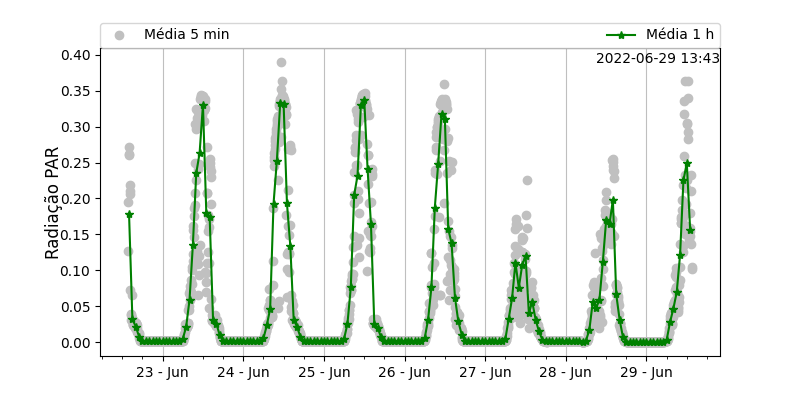 Média 5 min
Média 1 h
2022-06-29 13:43
Radiação PAR
0.40
0.35
0.30
0.25
0.20
0.15
0.10
0.05
0.00
23 - Jun
24 - Jun
25 - Jun
26 - Jun
27 - Jun
28 - Jun
29 - Jun